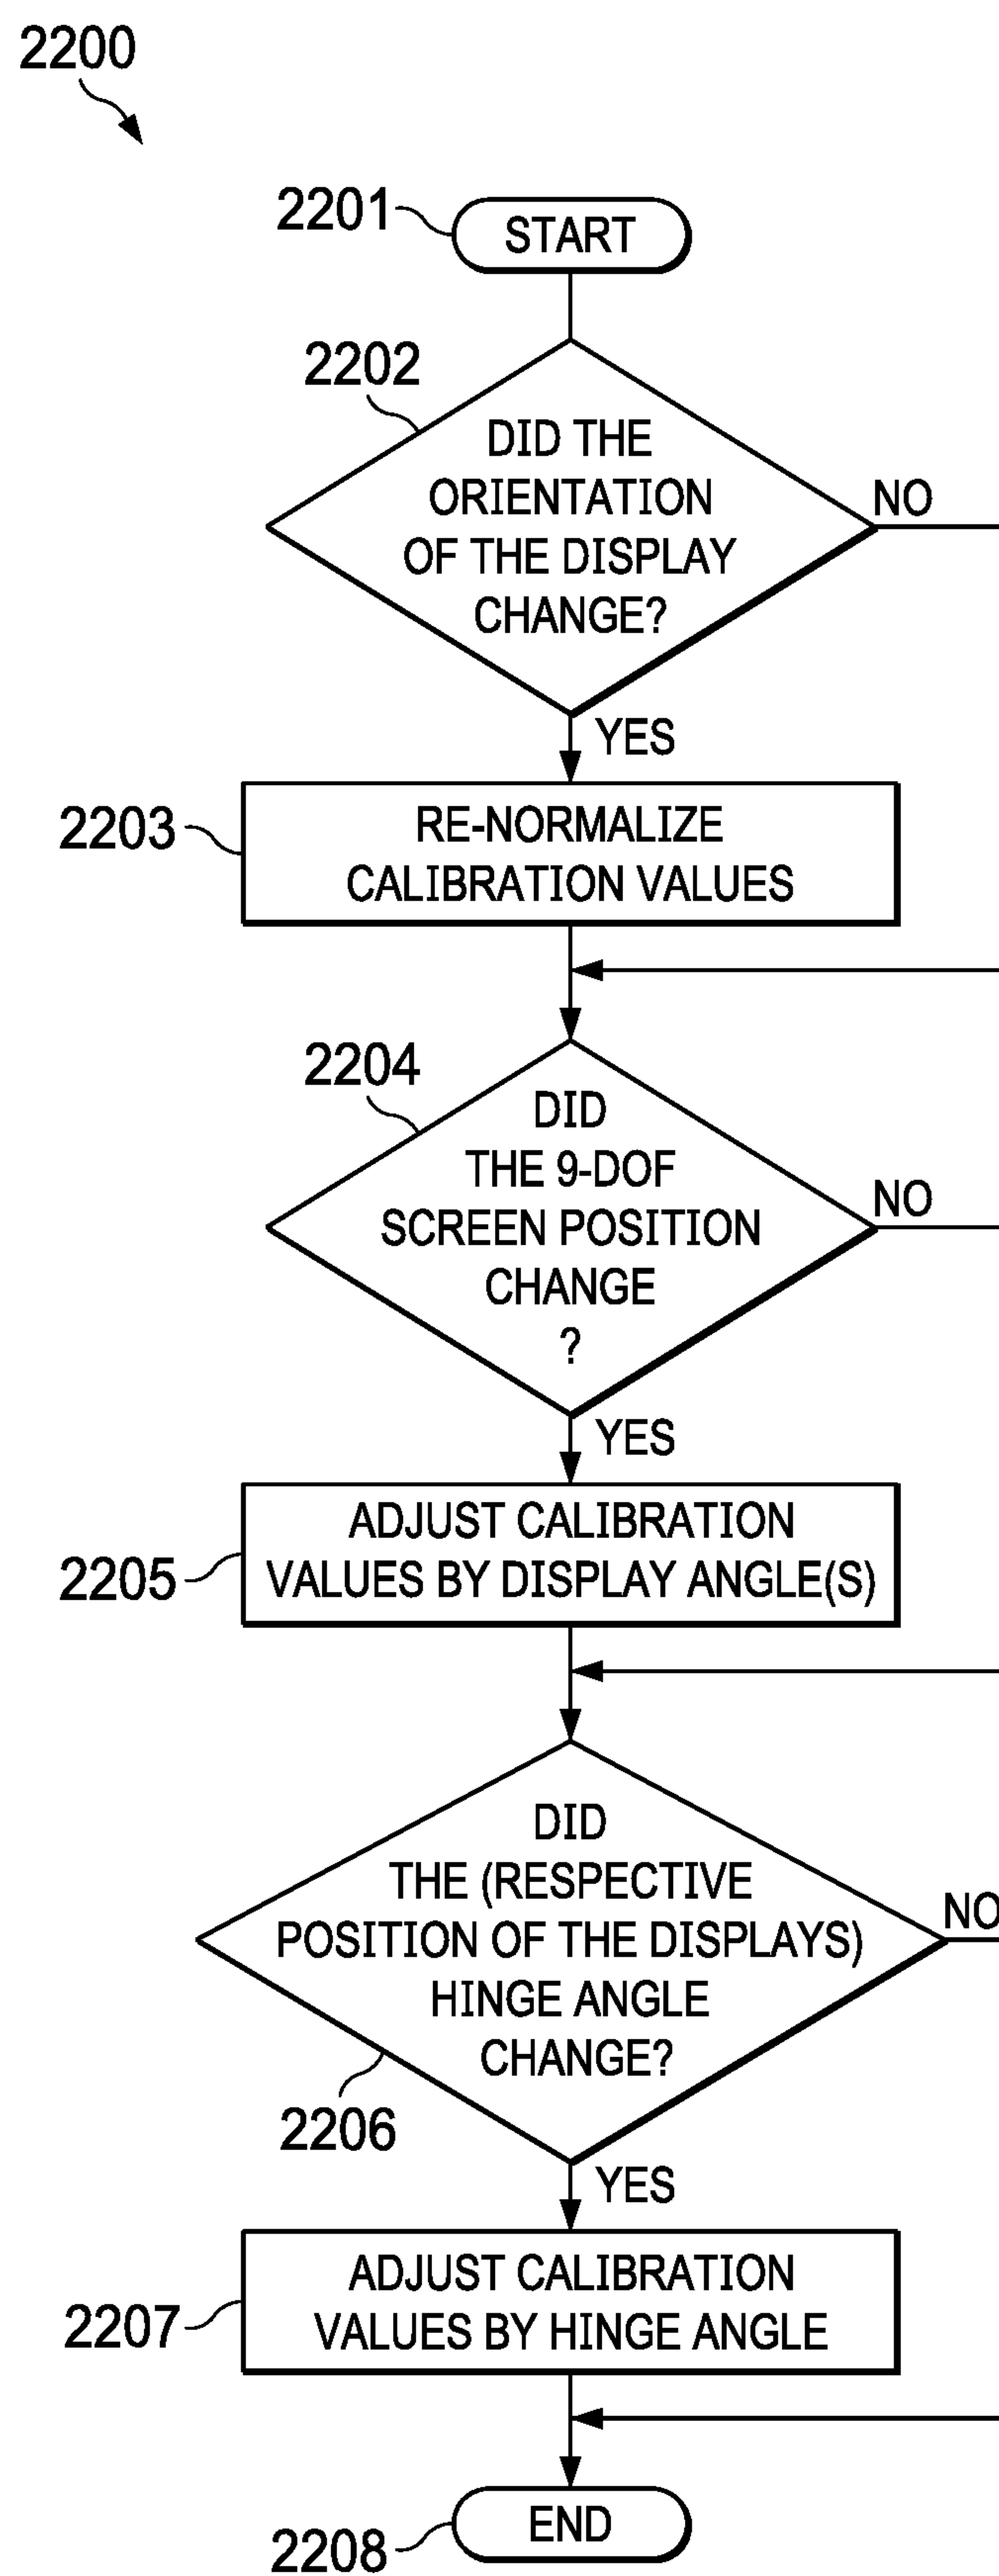 2200
2201
START
2202
DID THE
ORIENTATION
OF THE DISPLAY
CHANGE?
NO
YES
2203
RE-NORMALIZE
CALIBRATION VALUES
2204
DID
THE 9-DOF
SCREEN POSITION
CHANGE
?
NO
YES
2205
ADJUST CALIBRATION
VALUES BY DISPLAY ANGLE(S)
DID
THE (RESPECTIVE
POSITION OF THE DISPLAYS)
HINGE ANGLE
CHANGE?
NO
2206
YES
2207
ADJUST CALIBRATION
VALUES BY HINGE ANGLE
2208
END